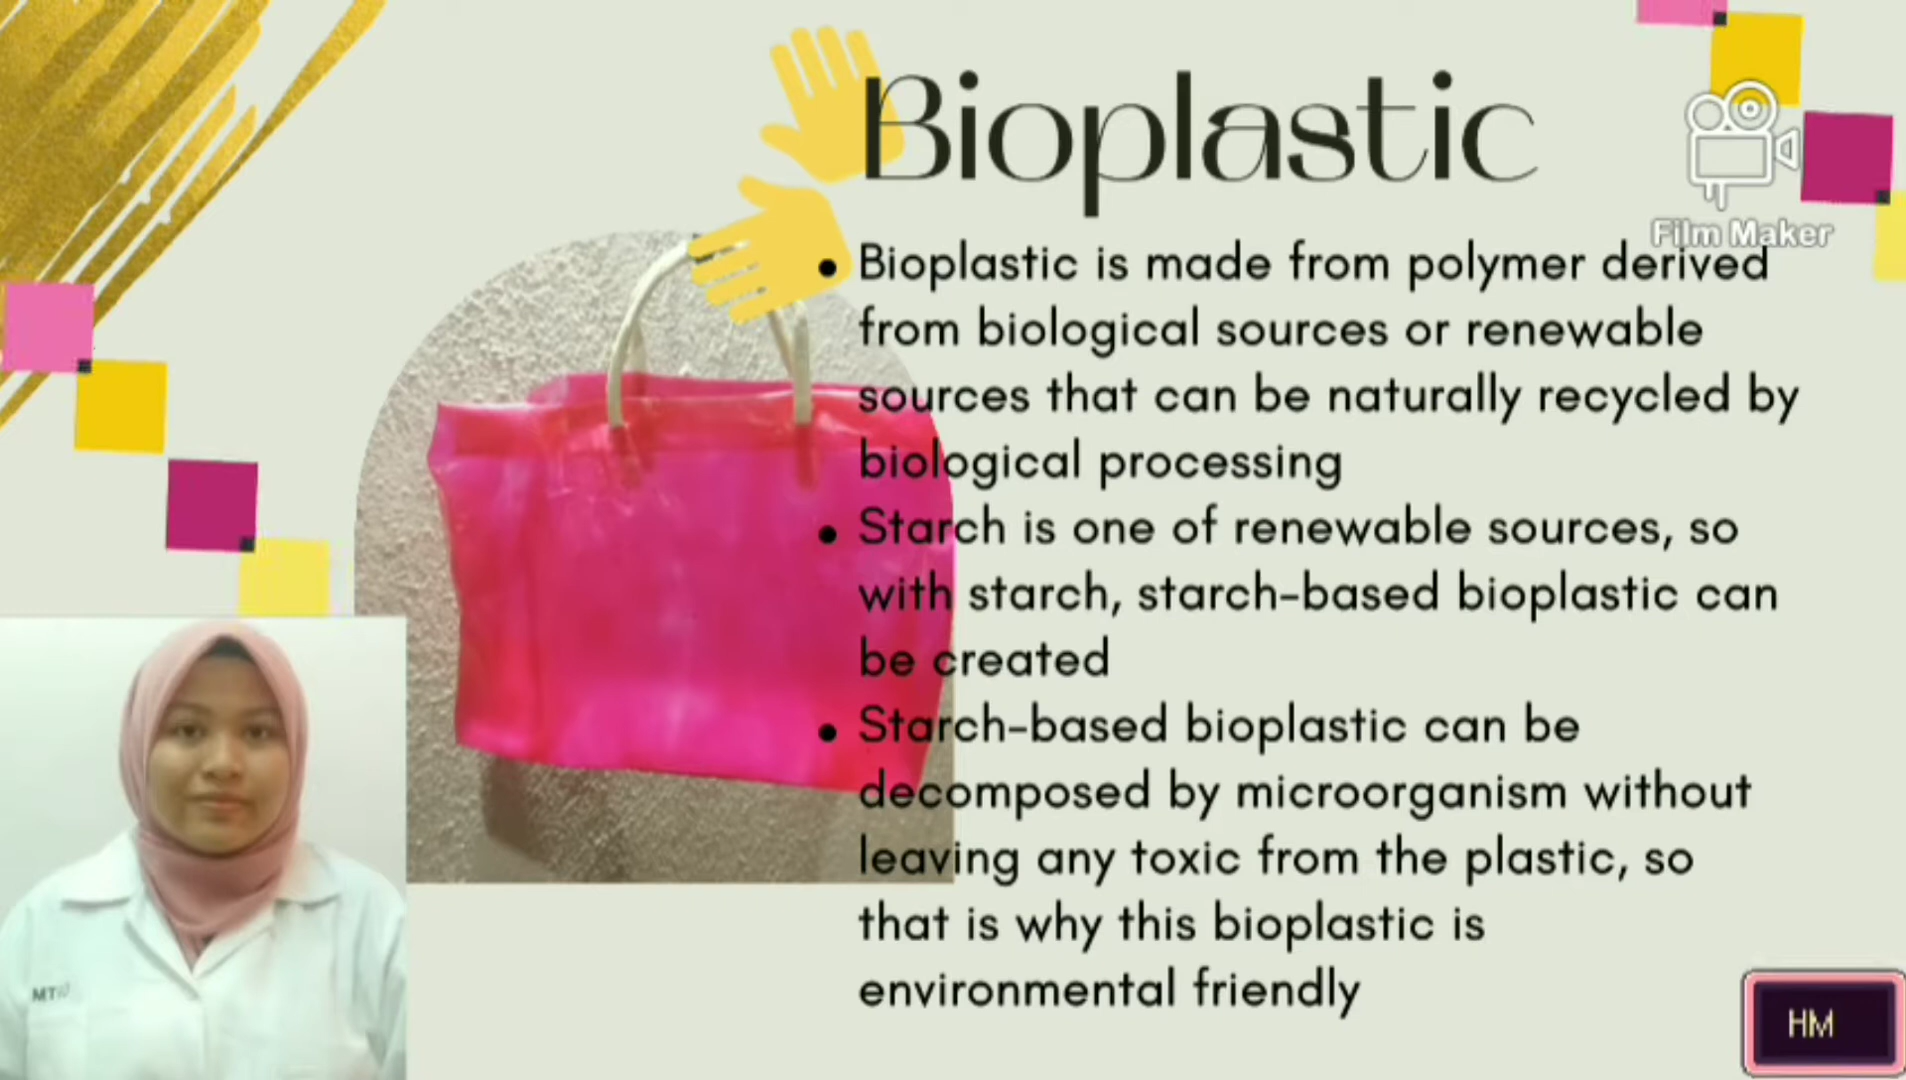 Bioplastic
Film Maker
• Bioplastic is made from polymer derived
from biological sources or renewable
sources that can be naturally recycled by
biological processing
• Starch is one of renewable sources, so
with starch, starch-based bioplastic can
be created
• Starch-based bioplastic can be
decomposed by microorganism without
leaving any toxic from the plastic, so
that is why this bioplastic is
environmental friendly
HM